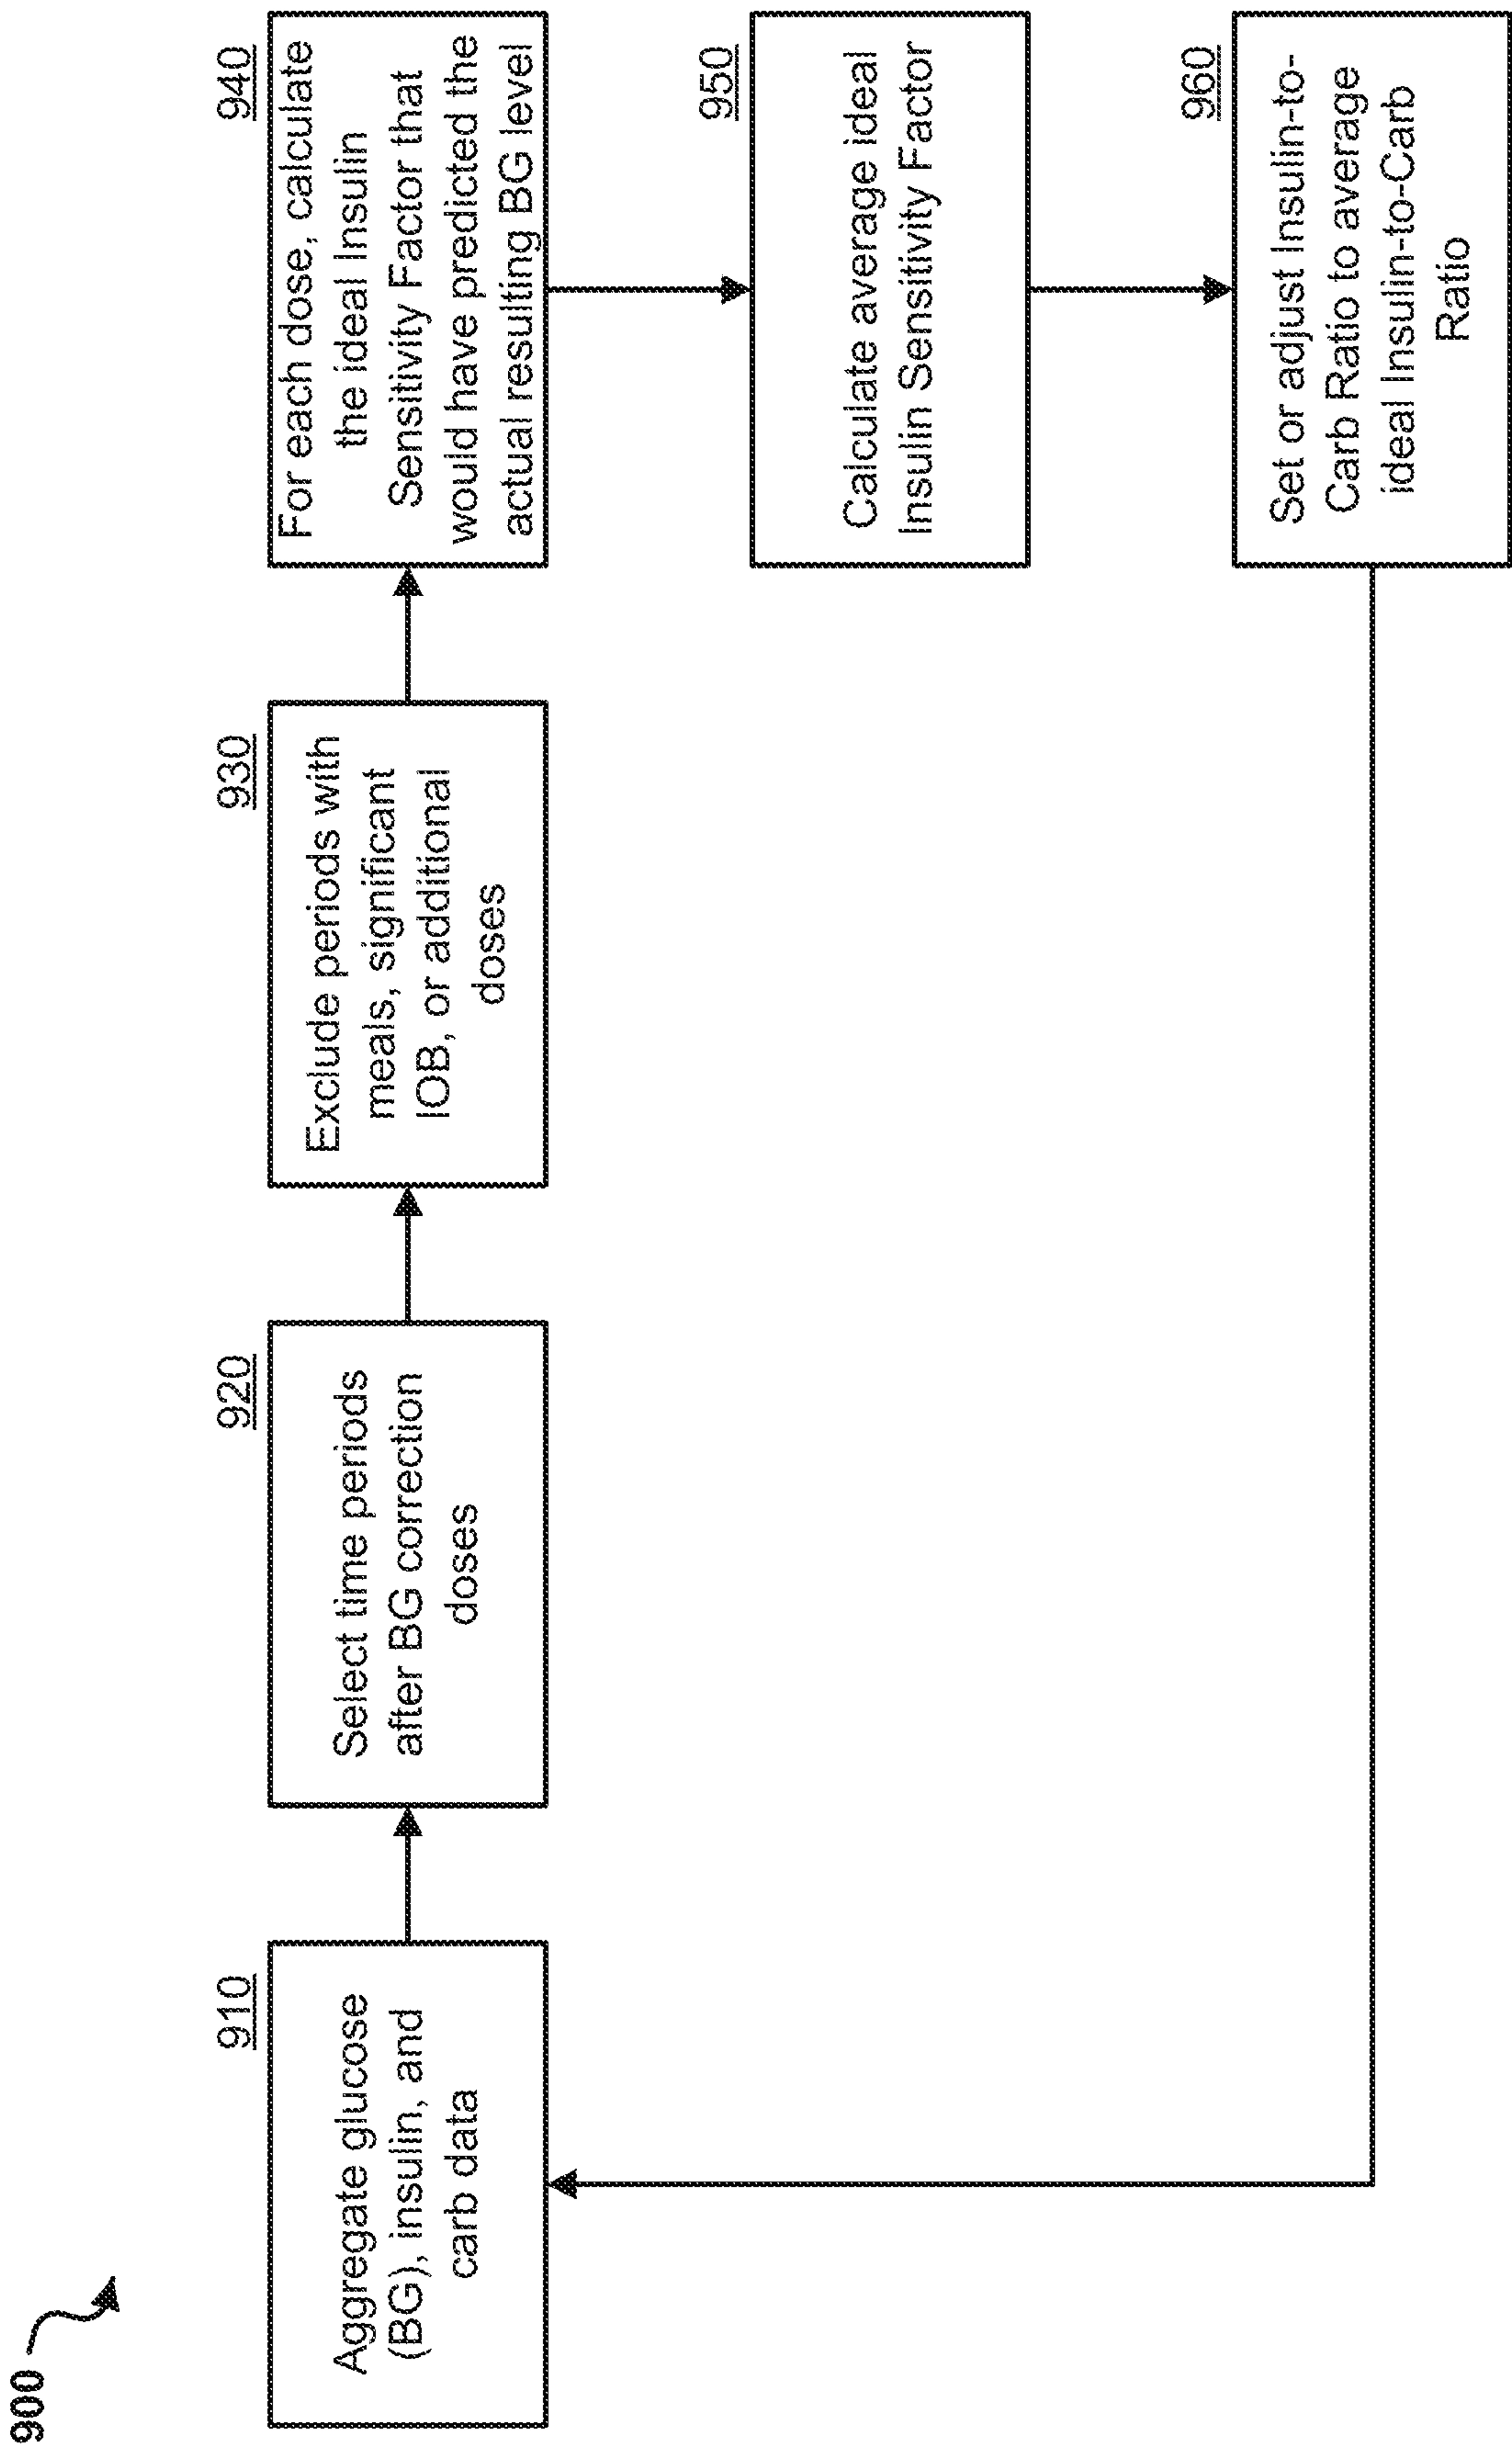 900
910
Aggregate glucose
(BG), insulin, and
carb data
920
Select time periods
after BG correction
doses
930
Exclude periods with
meals, significant
IOB, or additional
doses
940
For each dose, calculate
the ideal Insulin
Sensitivity Factor that
would have predicted the
actual resulting BG level
950
Calculate average ideal
Insulin Sensitivity Factor
960
Set or adjust Insulin-to-
Carb Ratio to average
ideal Insulin-to-Carb
Ratio